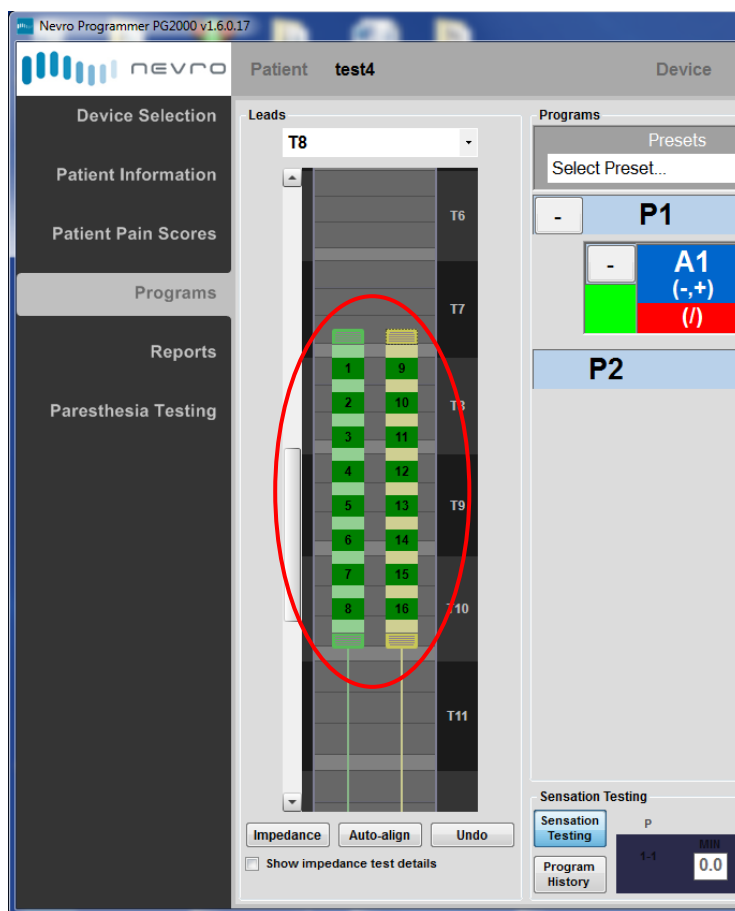 Nevro Programmer PG2000 v1.6.0.17
nevro
Patient test4 Device
Device Selection
Patient Information
Patient Pain Scores
Programs
Reports
Paresthesia Testing
Leads
T8
T6
T7
T8
T9
T10
T11
1 9
2 10
3 11
4 12
5 13
6 14
7 15
8 16
Impedance Auto-align Undo
Show impedance test details
Programs
Presets
Select Preset...
- P1
- A1
(-,+)
(/)
P2
Sensation Testing
Sensation
Testing
Program
History
P
MIN
1-1 0.0